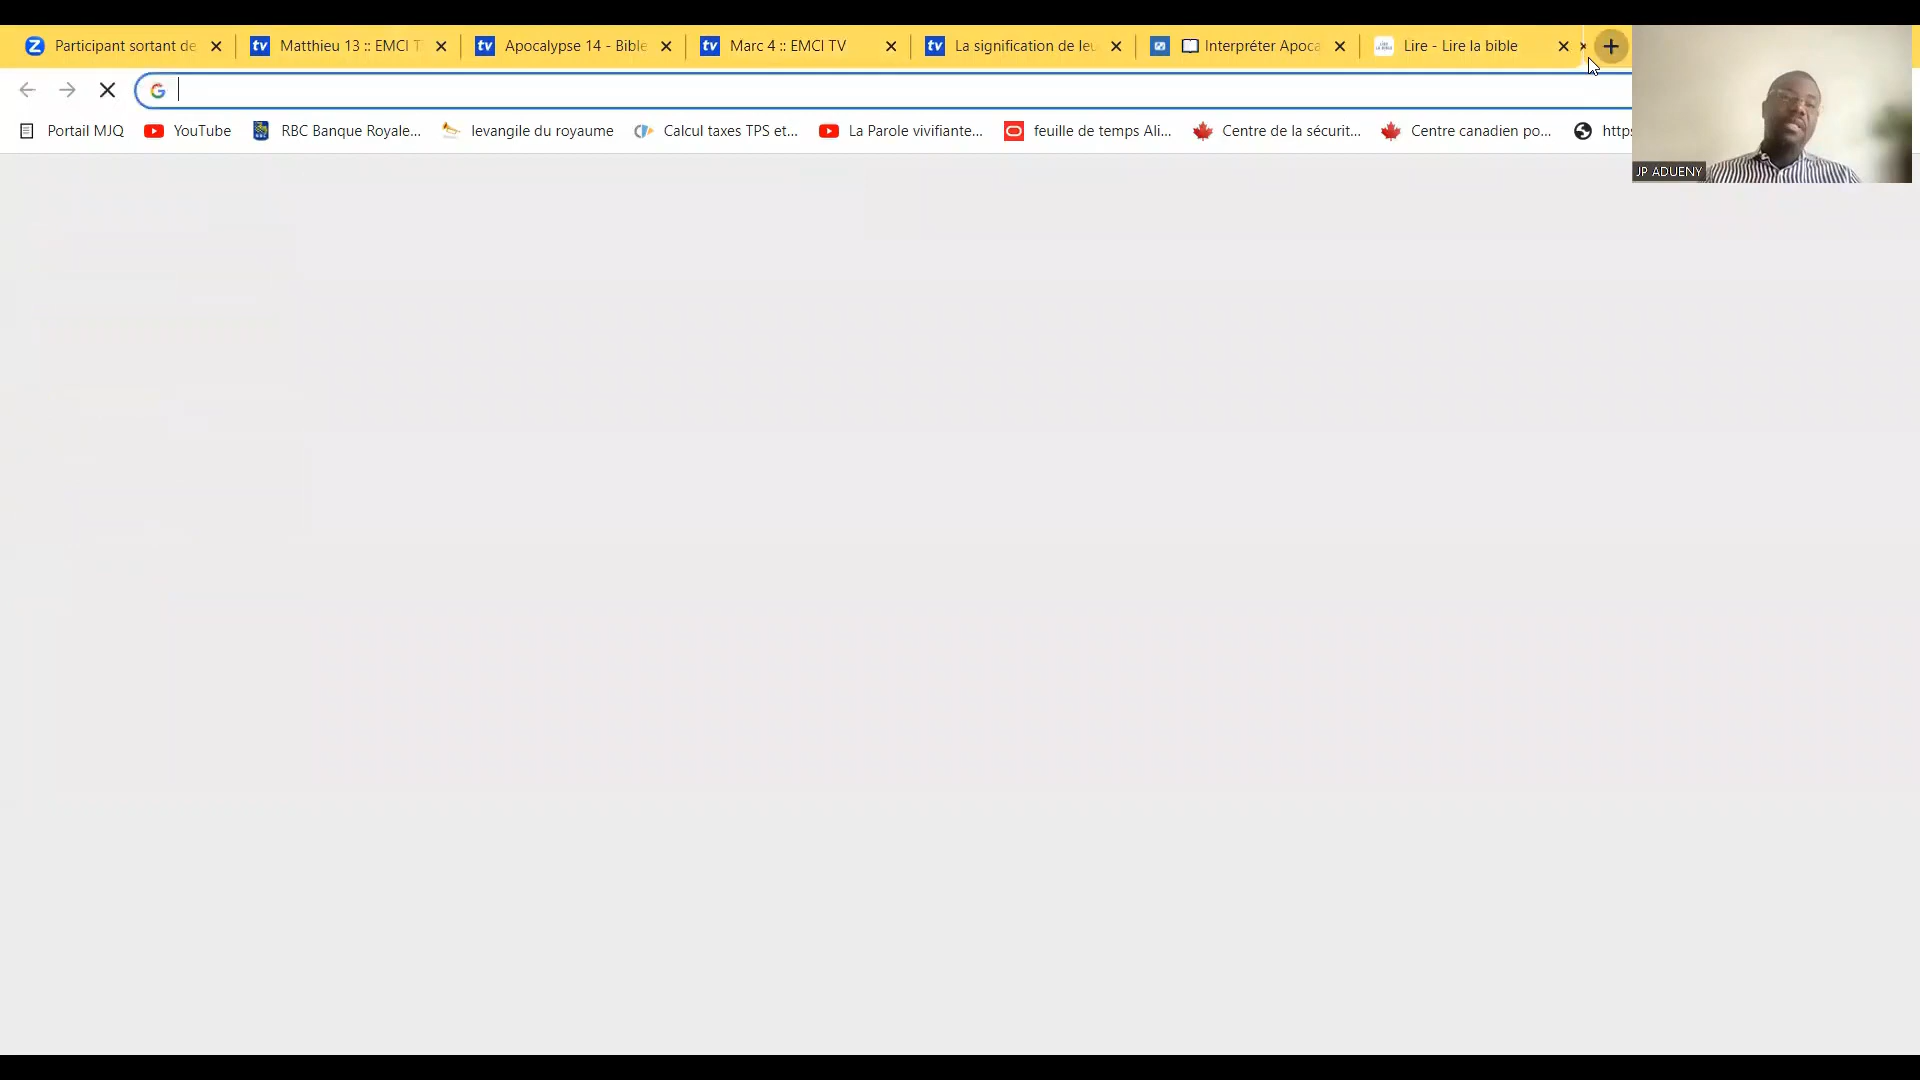 Participant sortant de
Matthieu 13 :: EMCI T
Apocalypse 14 - Bible
Marc 4 :: EMCI TV
La signification de leu
Interpréter Apoca
Lire - Lire la bible
Portail MJQ
YouTube
RBC Banque Royale...
levangile du royaume
Calcul taxes TPS et...
La Parole vivifiante...
feuille de temps Ali...
Centre de la sécurit...
Centre canadien po...
https
JP ADUENY